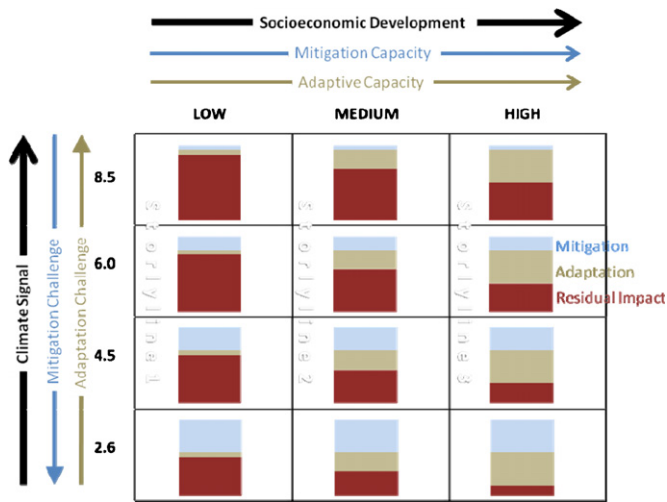 Socioeconomic Development
Mitigation Capacity
Adaptive Capacity
LOW MEDIUM HIGH
Climate Signal
Mitigation Challenge
Adaptation Challenge
8.5
6.0
4.5
2.6
Mitigation
Adaptation
Residual Impact